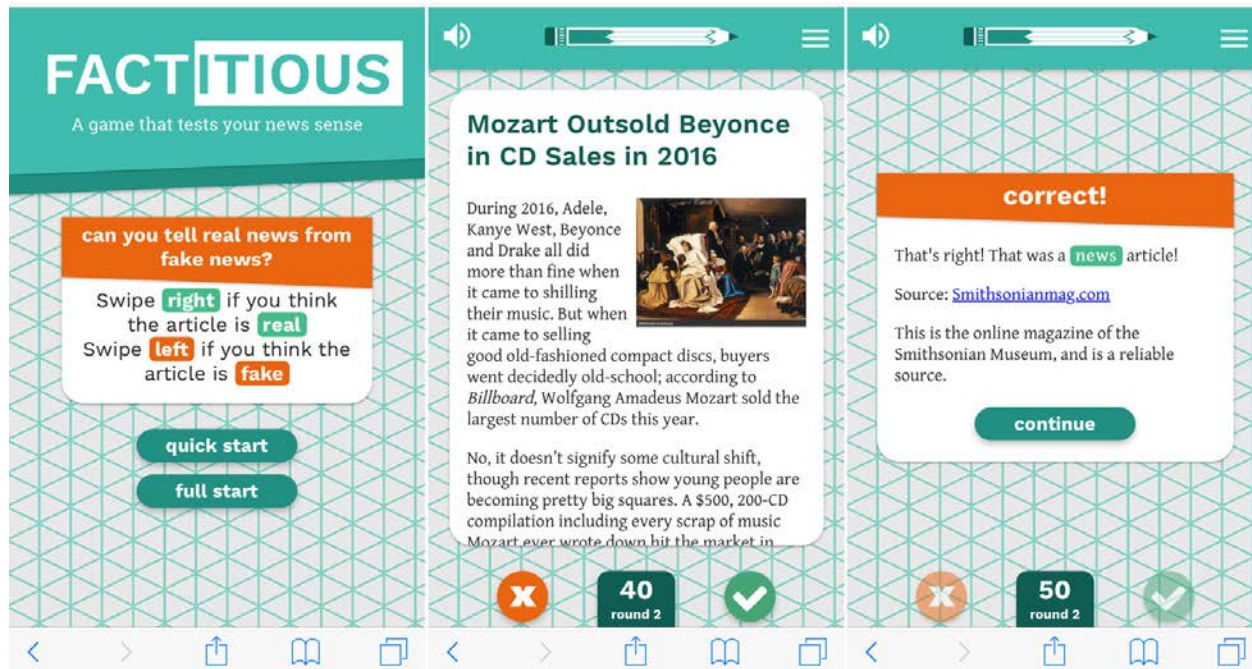 FACTITIOUS
A game that tests your news sense
can you tell real news from
fake news?
Swipe right if you think
the article is real
Swipe left if you think the
article is fake
quick start
full start
Mozart Outsold Beyonce
in CD Sales in 2016
During 2016, Adele,
Kanye West, Beyonce
and Drake all did
more than fine when
it came to shilling
their music. But when
it came to selling
good old-fashioned compact discs, buyers
went decidedly old-school; according to
Billboard, Wolfgang Amadeus Mozart sold the
largest number of CDs this year.
No, it doesn't signify some cultural shift,
though recent reports show young people are
becoming pretty big squares. A $500, 200-CD
compilation including every scrap of music
Mozart ever wrote down hit the market in
40
round 2
correct!
That's right! That was a news article!
Source: Smithsonianmag.com
This is the online magazine of the
Smithsonian Museum, and is a reliable
source.
continue
50
round 2